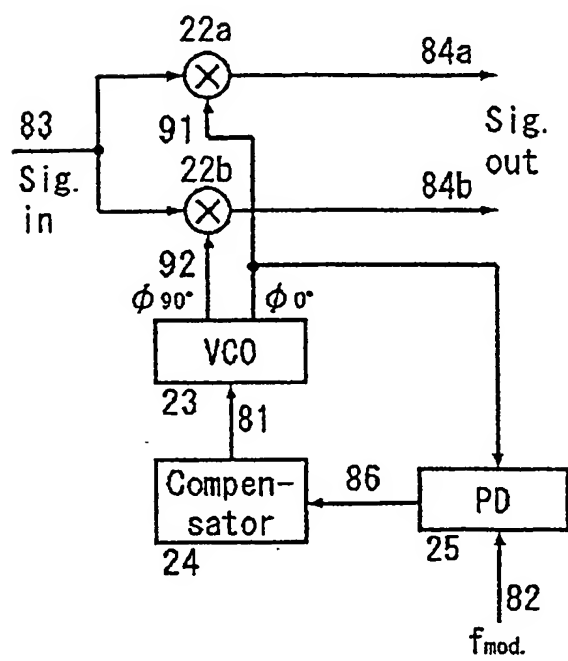 22a
84a
83
91
Sig.
out
Sig.
in
22b
84b
92
ϕ90°
ϕ0°
VCO
23
81
Compen-
sator
24
86
PD
25
82
fmod.